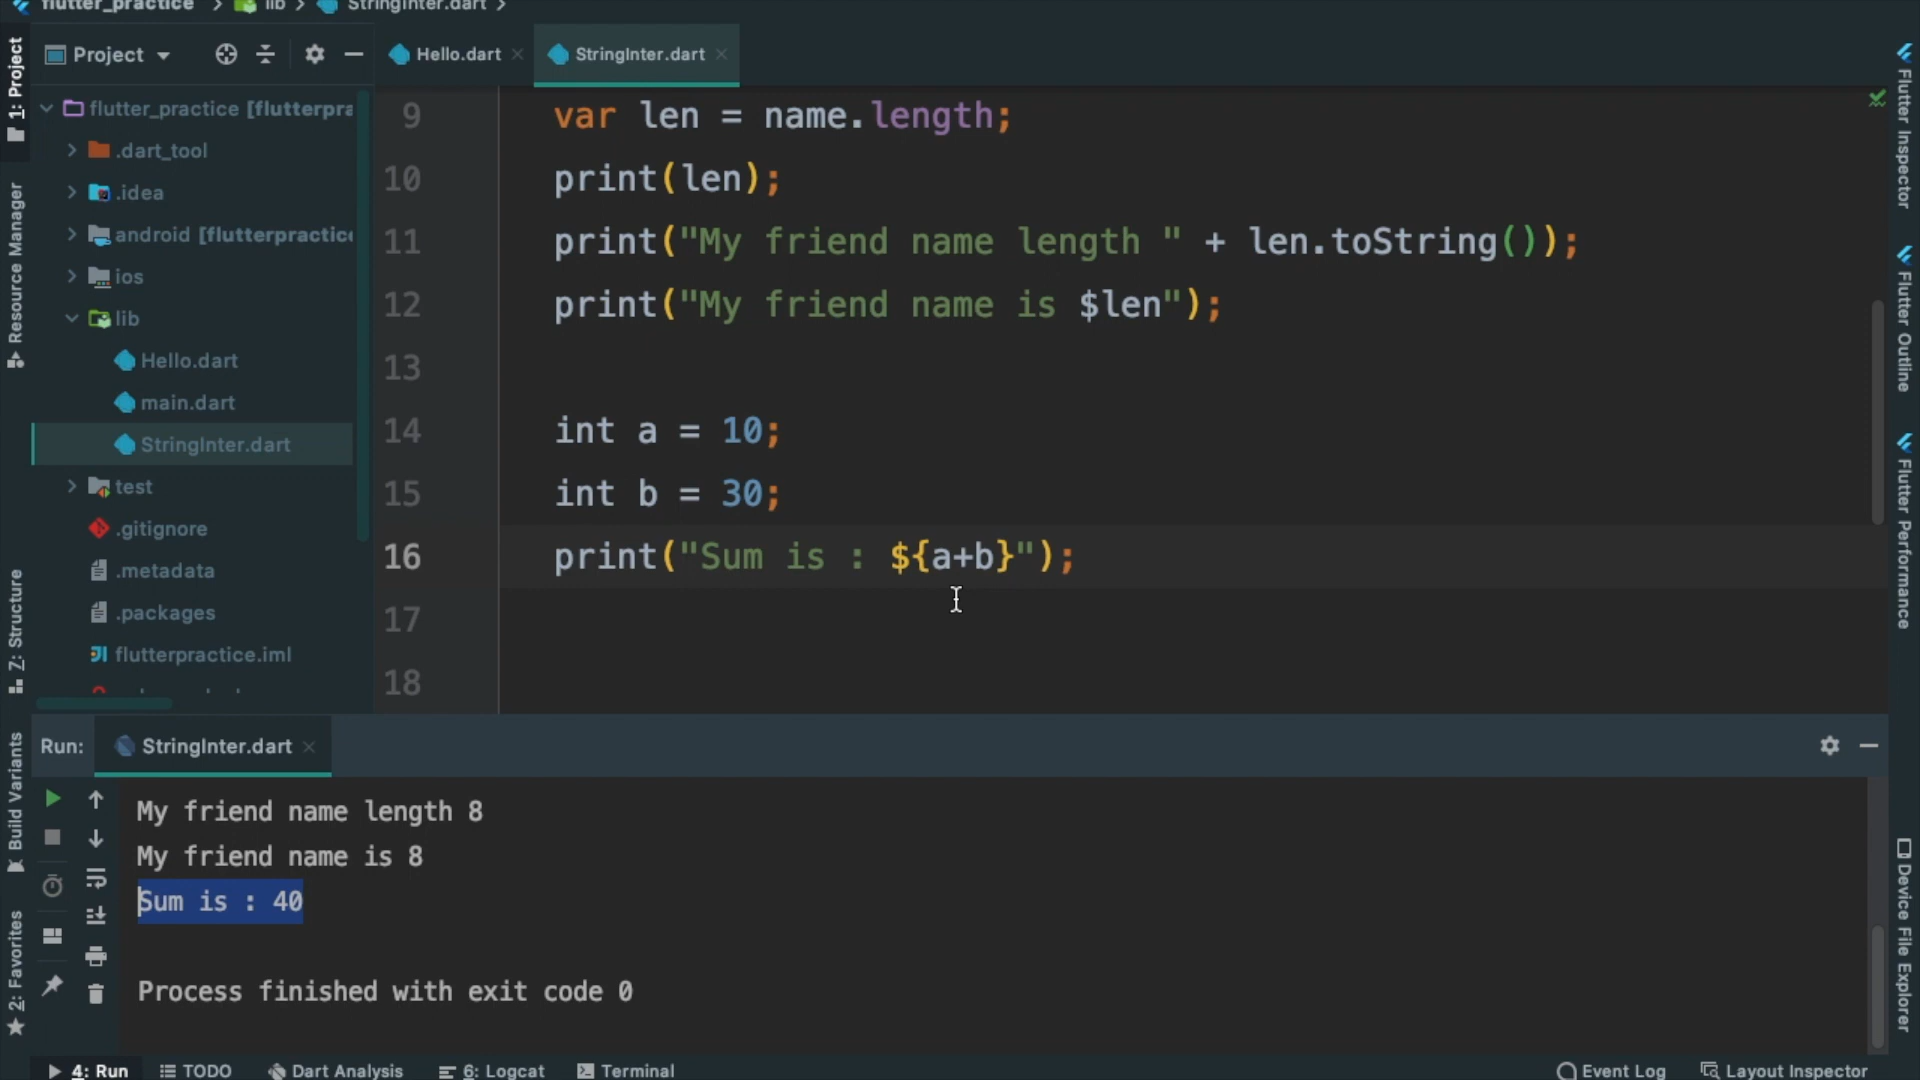 flutter_practice > lib > StringInter.dart >
1: Project
Resource Manager
Z: Structure
Build Variants
2: Favorites
Project
flutter_practice [flutterpra
.dart_tool
.idea
android [flutterpractice
ios
lib
Hello.dart
main.dart
StringInter.dart
test
.gitignore
.metadata
.packages
flutterpractice.iml
Hello.dart
StringInter.dart
9 var len = name.length;
10 print(len);
11 print("My friend name length " + len.toString());
12 print("My friend name is $len");
13
14 int a = 10;
15 int b = 30;
16 print("Sum is : ${a+b}");
17
18
Flutter Inspector
Flutter Outline
Flutter Performance
Device File Explorer
Run: StringInter.dart
My friend name length 8
My friend name is 8
Sum is : 40
Process finished with exit code 0
4: Run TODO Dart Analysis 6: Logcat Terminal Event Log Layout Inspector